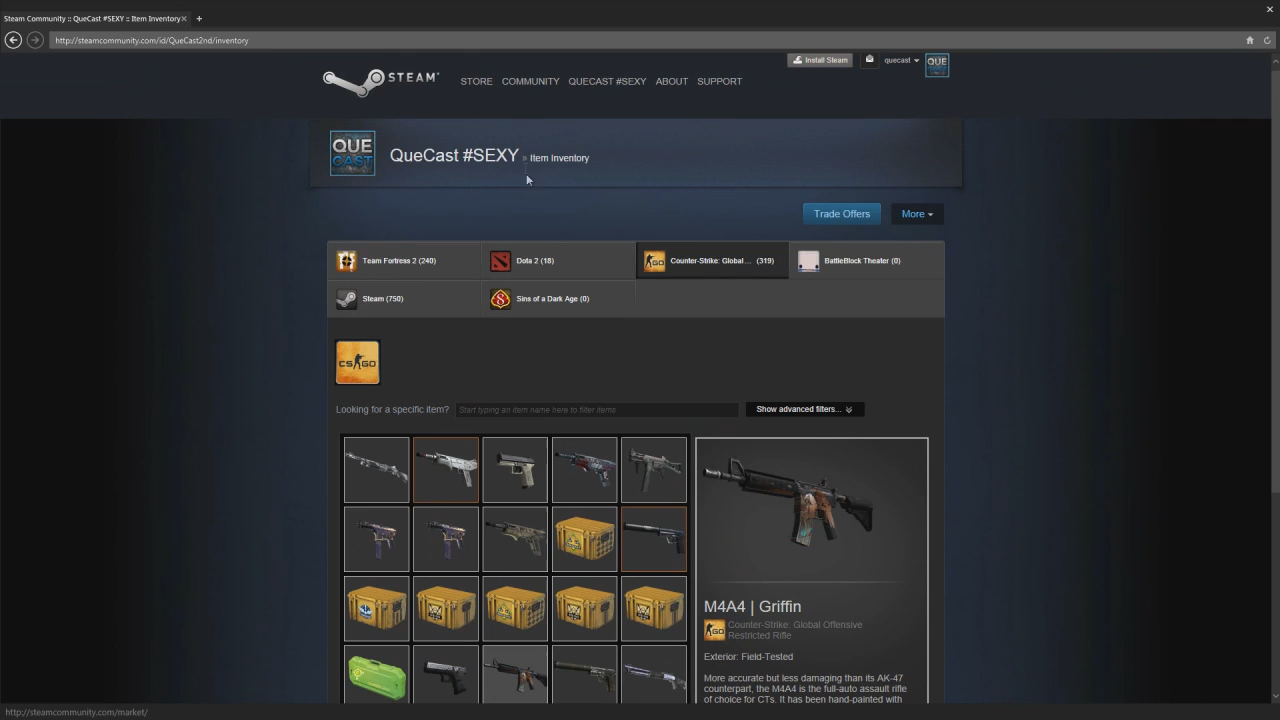 Steam Community :: QueCast #SEXY :: Item Inventory
http://steamcommunity.com/id/QueCast2nd/inventory
Install Steam
quecast
QUE
STEAM
STORE COMMUNITY QUECAST #SEXY ABOUT SUPPORT
QUE
CAST
QueCast #SEXY » Item Inventory
Trade Offers
More
Team Fortress 2 (240)
Dota 2 (18)
Counter-Strike: Global ... (319)
BattleBlock Theater (0)
Steam (750)
Sins of a Dark Age (0)
CS GO
Looking for a specific item?
Start typing an item name here to filter items
Show advanced filters...
M4A4 | Griffin
Counter-Strike: Global Offensive
Restricted Rifle
Exterior: Field-Tested
More accurate but less damaging than its AK-47
counterpart, the M4A4 is the full-auto assault rifle
of choice for CTs. It has been hand-painted with
http://steamcommunity.com/market/